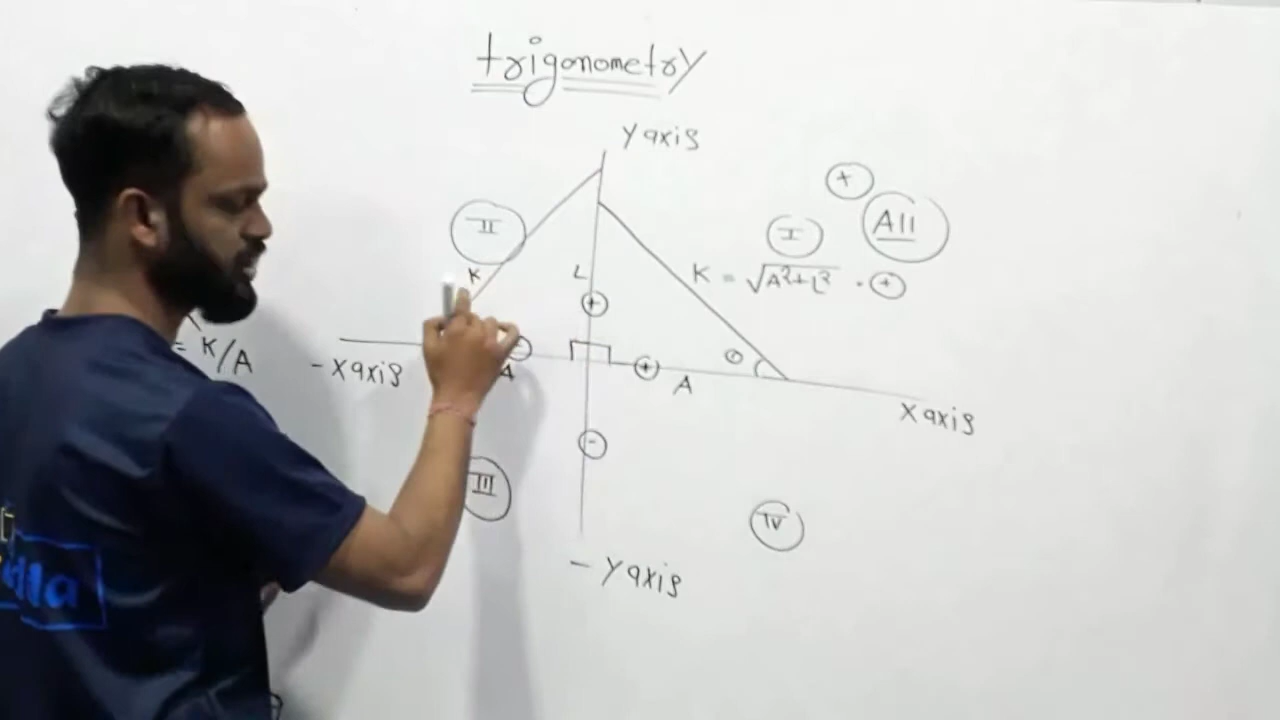 trigonometry
Y axis
+
All
II
I
K
L
K = √A²+L² · +
+
= K/A
- X axis
A
+
A
θ
X axis
-
III
IV
- Y axis